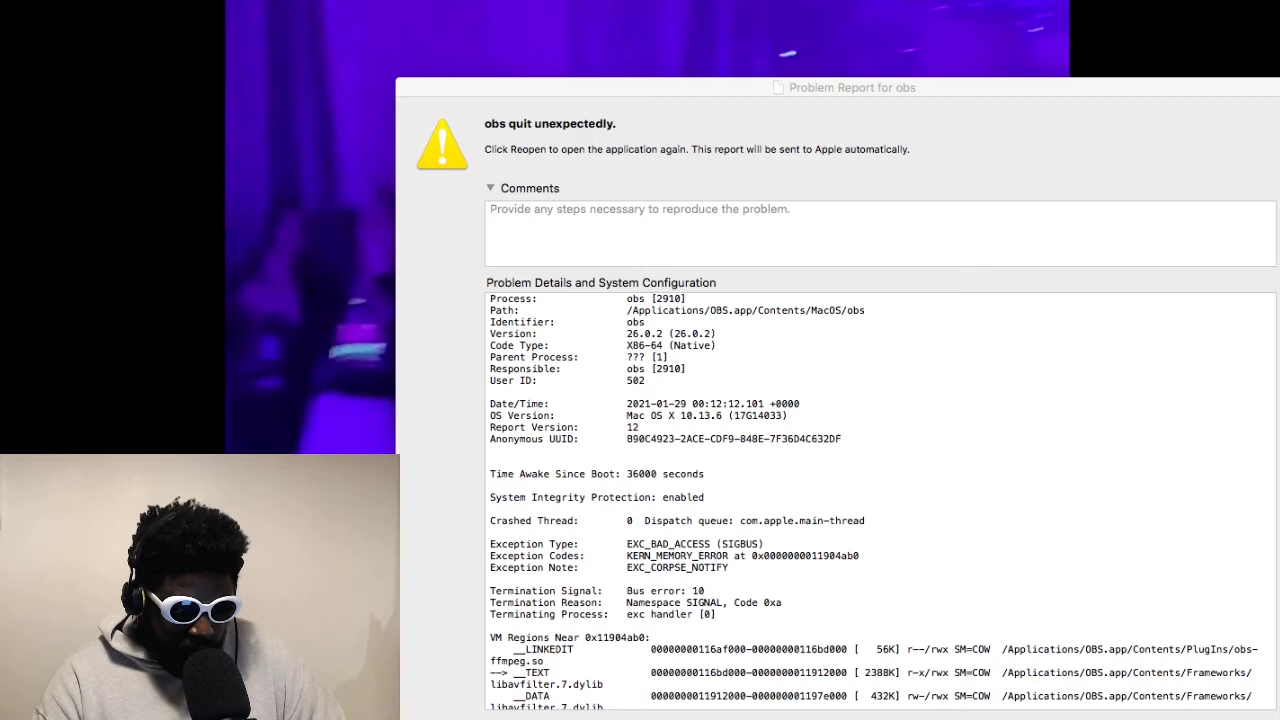 Problem Report for obs
obs quit unexpectedly.
Click Reopen to open the application again. This report will be sent to Apple automatically.
Comments
Provide any steps necessary to reproduce the problem.
Problem Details and System Configuration
Process: obs [2910]
Path: /Applications/OBS.app/Contents/MacOS/obs
Identifier: obs
Version: 26.0.2 (26.0.2)
Code Type: X86-64 (Native)
Parent Process: ??? [1]
Responsible: obs [2910]
User ID: 502
Date/Time: 2021-01-29 00:12:12.101 +0000
OS Version: Mac OS X 10.13.6 (17G14033)
Report Version: 12
Anonymous UUID: B90C4923-2ACE-CDF9-848E-7F36D4C632DF
Time Awake Since Boot: 36000 seconds
System Integrity Protection: enabled
Crashed Thread: 0 Dispatch queue: com.apple.main-thread
Exception Type: EXC_BAD_ACCESS (SIGBUS)
Exception Codes: KERN_MEMORY_ERROR at 0x0000000011904ab0
Exception Note: EXC_CORPSE_NOTIFY
Termination Signal: Bus error: 10
Termination Reason: Namespace SIGNAL, Code 0xa
Terminating Process: exc handler [0]
VM Regions Near 0x11904ab0:
__LINKEDIT 00000000116af000-00000000116bd000 [ 56K] r--/rwx SM=COW /Applications/OBS.app/Contents/PlugIns/obs-
ffmpeg.so
--> __TEXT 00000000116bd000-0000000011912000 [ 2388K] r-x/rwx SM=COW /Applications/OBS.app/Contents/Frameworks/
libavfilter.7.dylib
__DATA 0000000011912000-000000001197e000 [ 432K] rw-/rwx SM=COW /Applications/OBS.app/Contents/Frameworks/
libavfilter.7.dylib